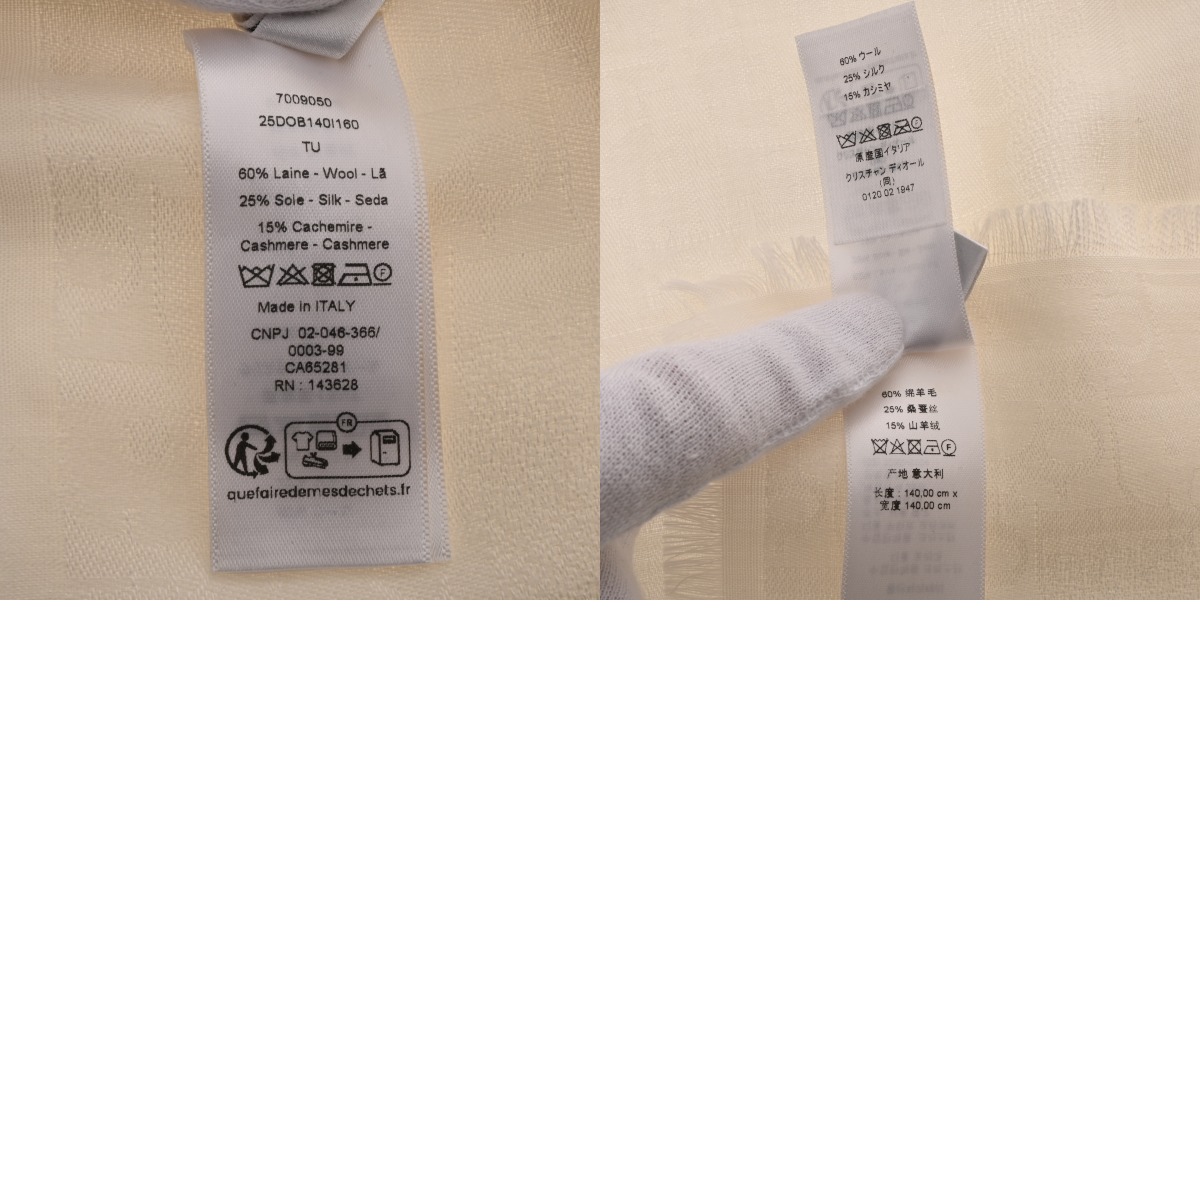 7009050
25DOB140I160
TU
60% Laine - Wool - Lã
25% Soie - Silk - Seda
15% Cachemire -
Cashmere - Cashmere
F
Made in ITALY
CNPJ 02-046-366/
0003-99
CA65281
RN : 143628
FR
quefairedemesdechets.fr
60% ウール
25% シルク
15% カシミヤ
原産国イタリア
クリスチャン ディオール
(同)
0120 02 1947
60% 绵羊毛
25% 桑蚕丝
15% 山羊绒
F
产地 意大利
长度 : 140,00 cm x
宽度 140,00 cm